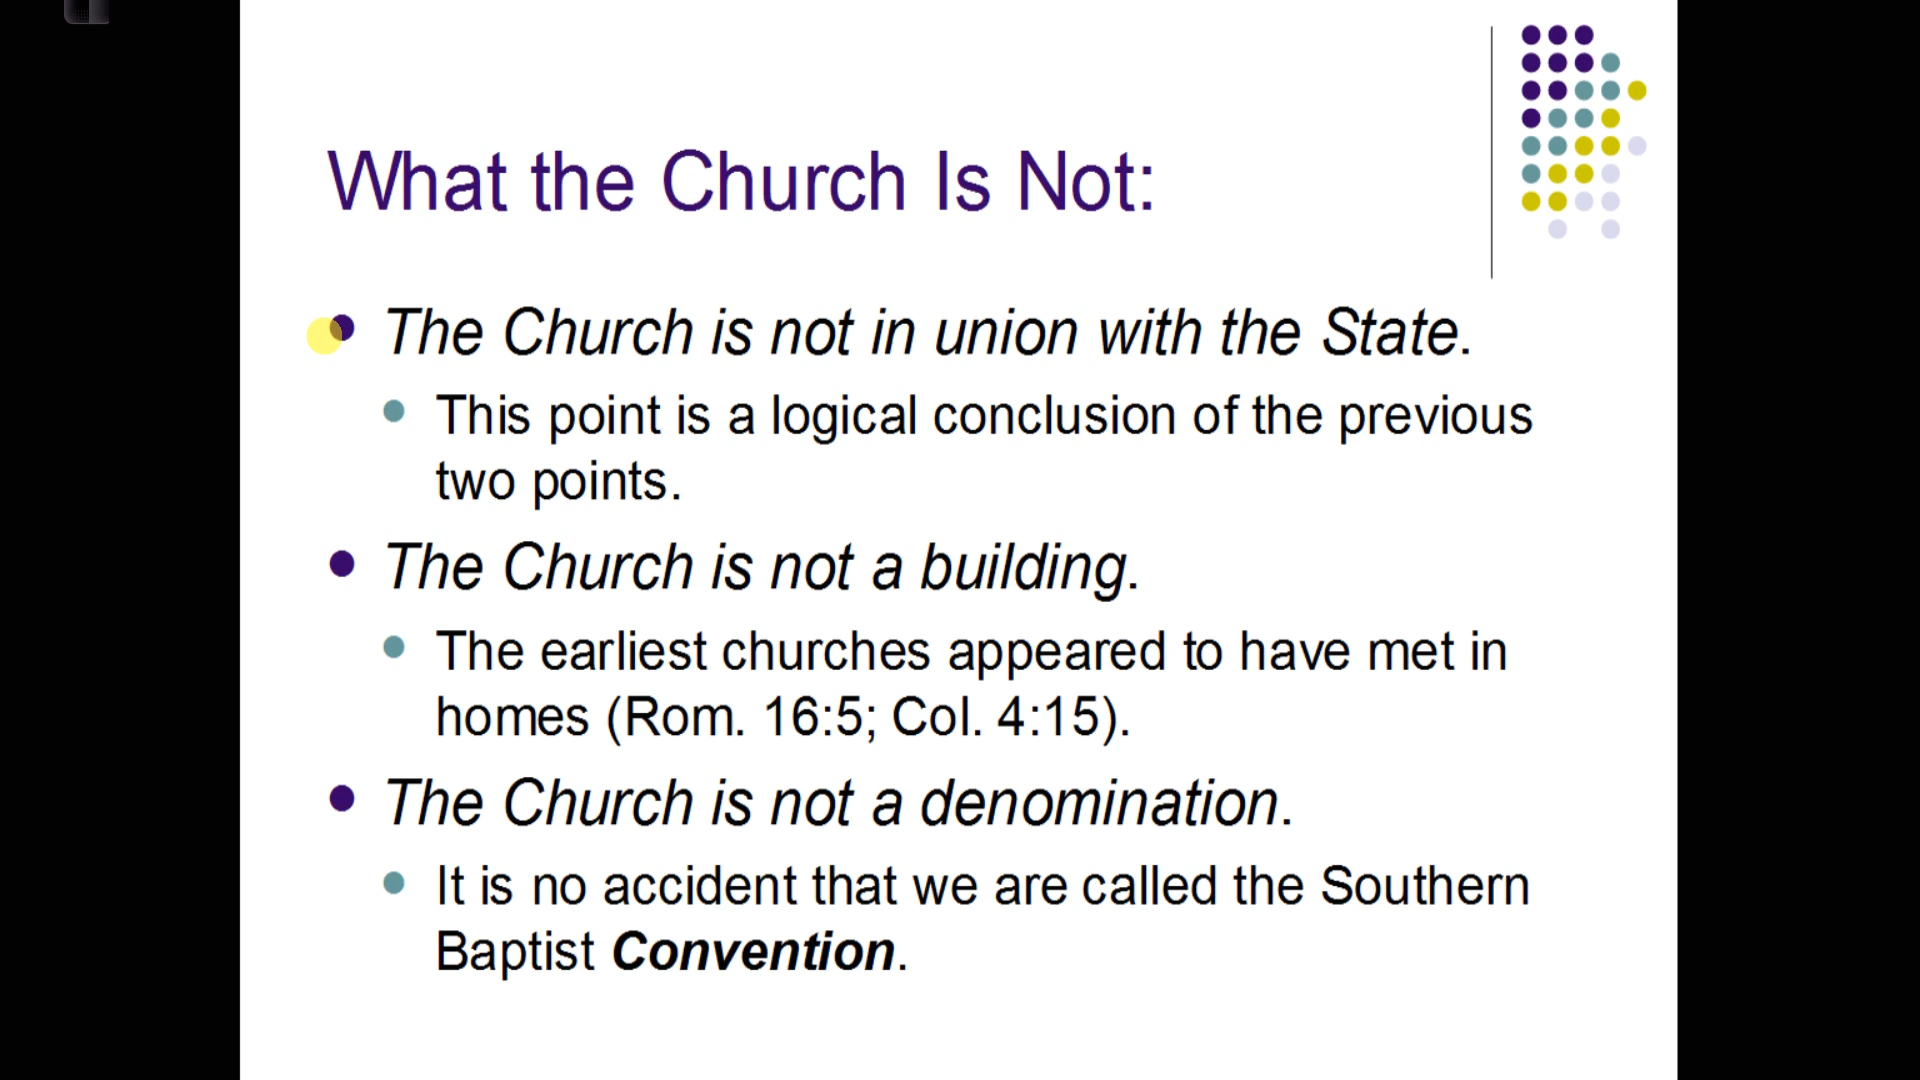 What the Church Is Not:
The Church is not in union with the State.
This point is a logical conclusion of the previous
two points.
The Church is not a building.
The earliest churches appeared to have met in
homes (Rom. 16:5; Col. 4:15).
The Church is not a denomination.
It is no accident that we are called the Southern
Baptist Convention.